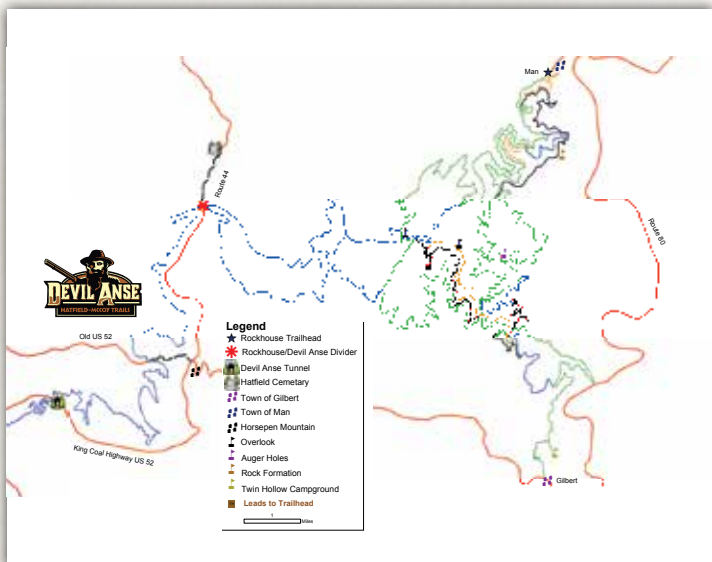 Man
Route 44
Route 80
DEVIL ANSE
HATFIELD-MCCOY TRAILS
Old US 52
King Coal Highway US 52
Gilbert
Legend
Rockhouse Trailhead
Rockhouse/Devil Anse Divider
Devil Anse Tunnel
Hatfield Cemetary
Town of Gilbert
Town of Man
Horsepen Mountain
Overlook
Auger Holes
Rock Formation
Twin Hollow Campground
Leads to Trailhead
1
Miles